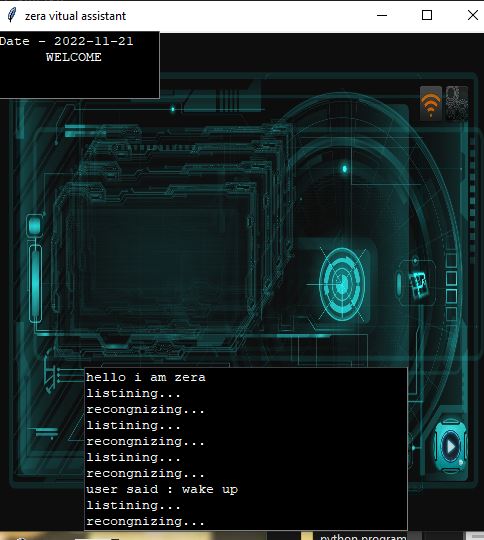 zera vitual assistant
Date - 2022-11-21
WELCOME
hello i am zera
listining...
recongnizing...
listining...
recongnizing...
listining...
recongnizing...
user said : wake up
listining...
recongnizing...
python program